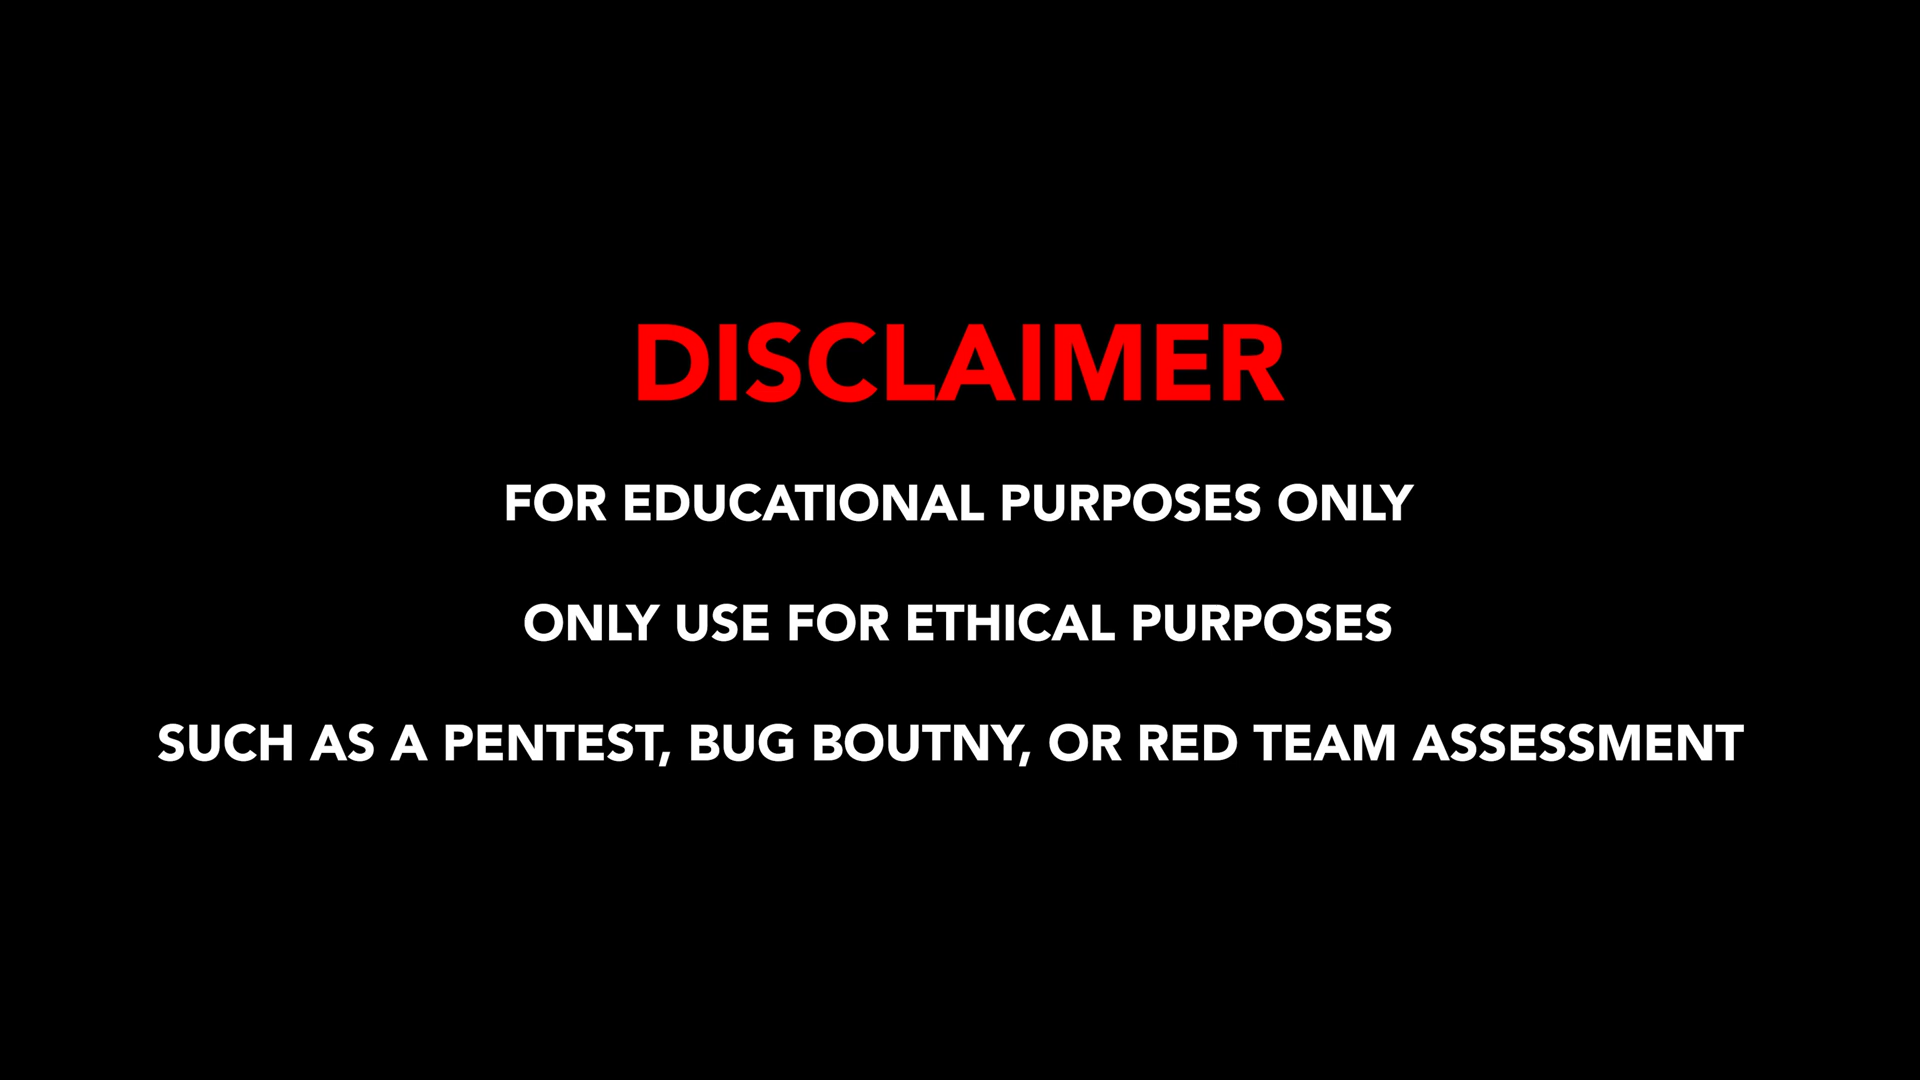 DISCLAIMER
FOR EDUCATIONAL PURPOSES ONLY
ONLY USE FOR ETHICAL PURPOSES
SUCH AS A PENTEST, BUG BOUTNY, OR RED TEAM ASSESSMENT